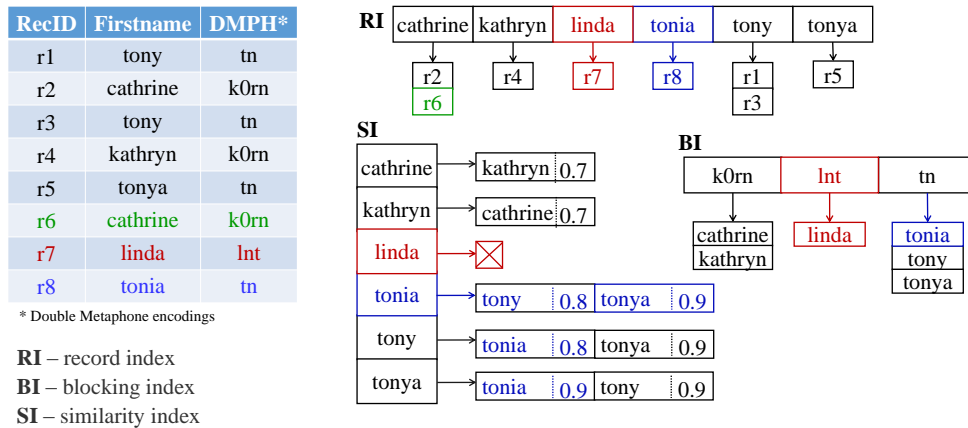 RecID Firstname DMPH*
r1 tony tn
r2 cathrine k0rn
r3 tony tn
r4 kathryn k0rn
r5 tonya tn
r6 cathrine k0rn
r7 linda lnt
r8 tonia tn
* Double Metaphone encodings
RI – record index
BI – blocking index
SI – similarity index
RI cathrine kathryn linda tonia tony tonya
r2 r4 r7 r8 r1 r5
r6 r3
SI
cathrine kathryn 0.7
kathryn cathrine 0.7
linda
tonia tony 0.8 tonya 0.9
tony tonia 0.8 tonya 0.9
tonya tonia 0.9 tony 0.9
BI
k0rn lnt tn
cathrine linda tonia
kathryn tony
tonya